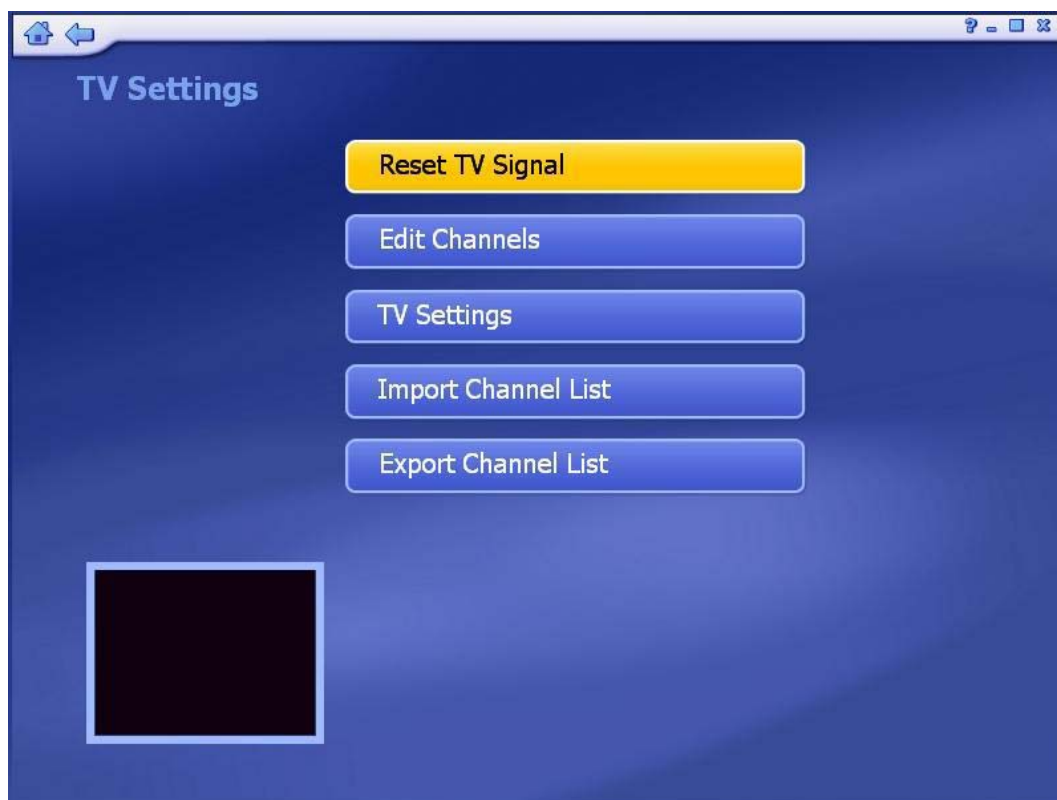 TV Settings
Reset TV Signal
Edit Channels
TV Settings
Import Channel List
Export Channel List